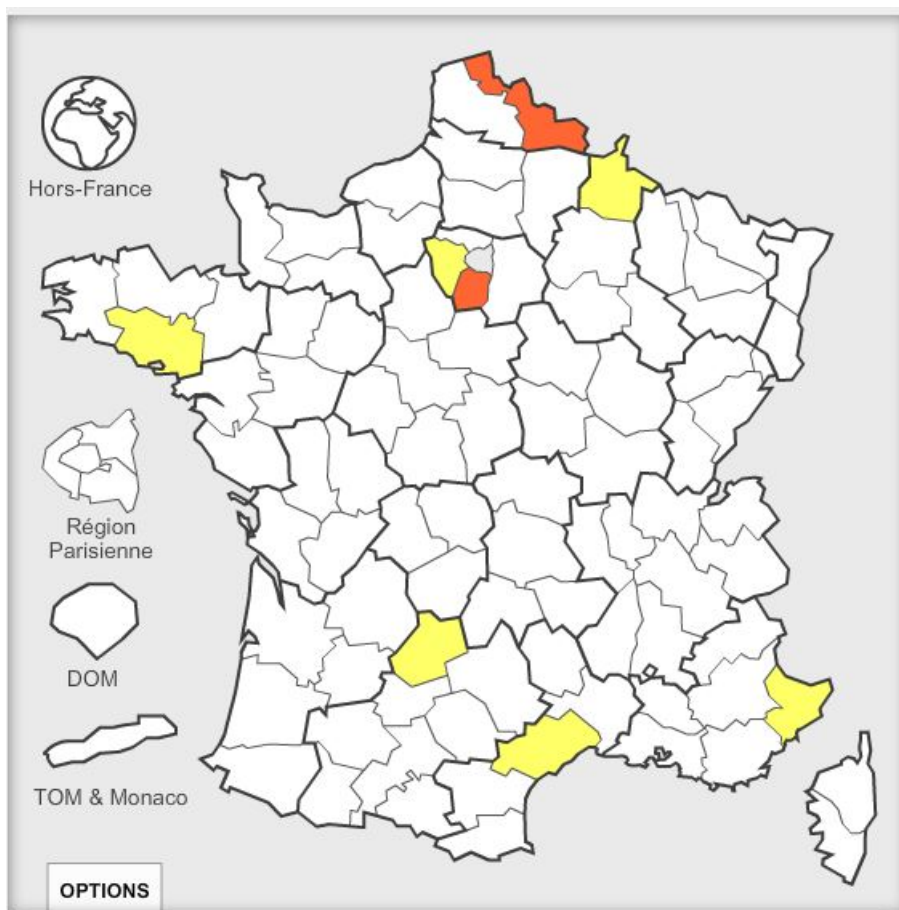 Hors-France
Région
Parisienne
DOM
TOM & Monaco
OPTIONS